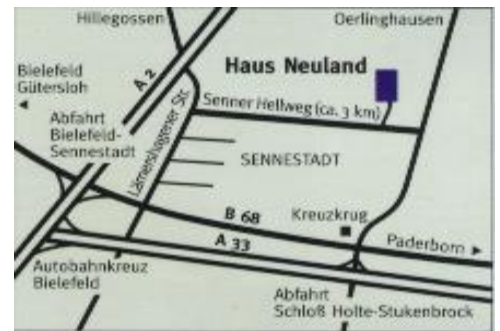 Hillegossen
Oerlinghausen
Haus Neuland
Bielefeld
Gütersloh
A 2
Senner Hellweg (ca. 3 km)
Abfahrt
Bielefeld-
Sennestadt
Lämershagener Str.
SENNESTADT
B 68
Kreuzkrug
A 33
Paderborn
Autobahnkreuz
Bielefeld
Abfahrt
Schloß Holte-Stukenbrock